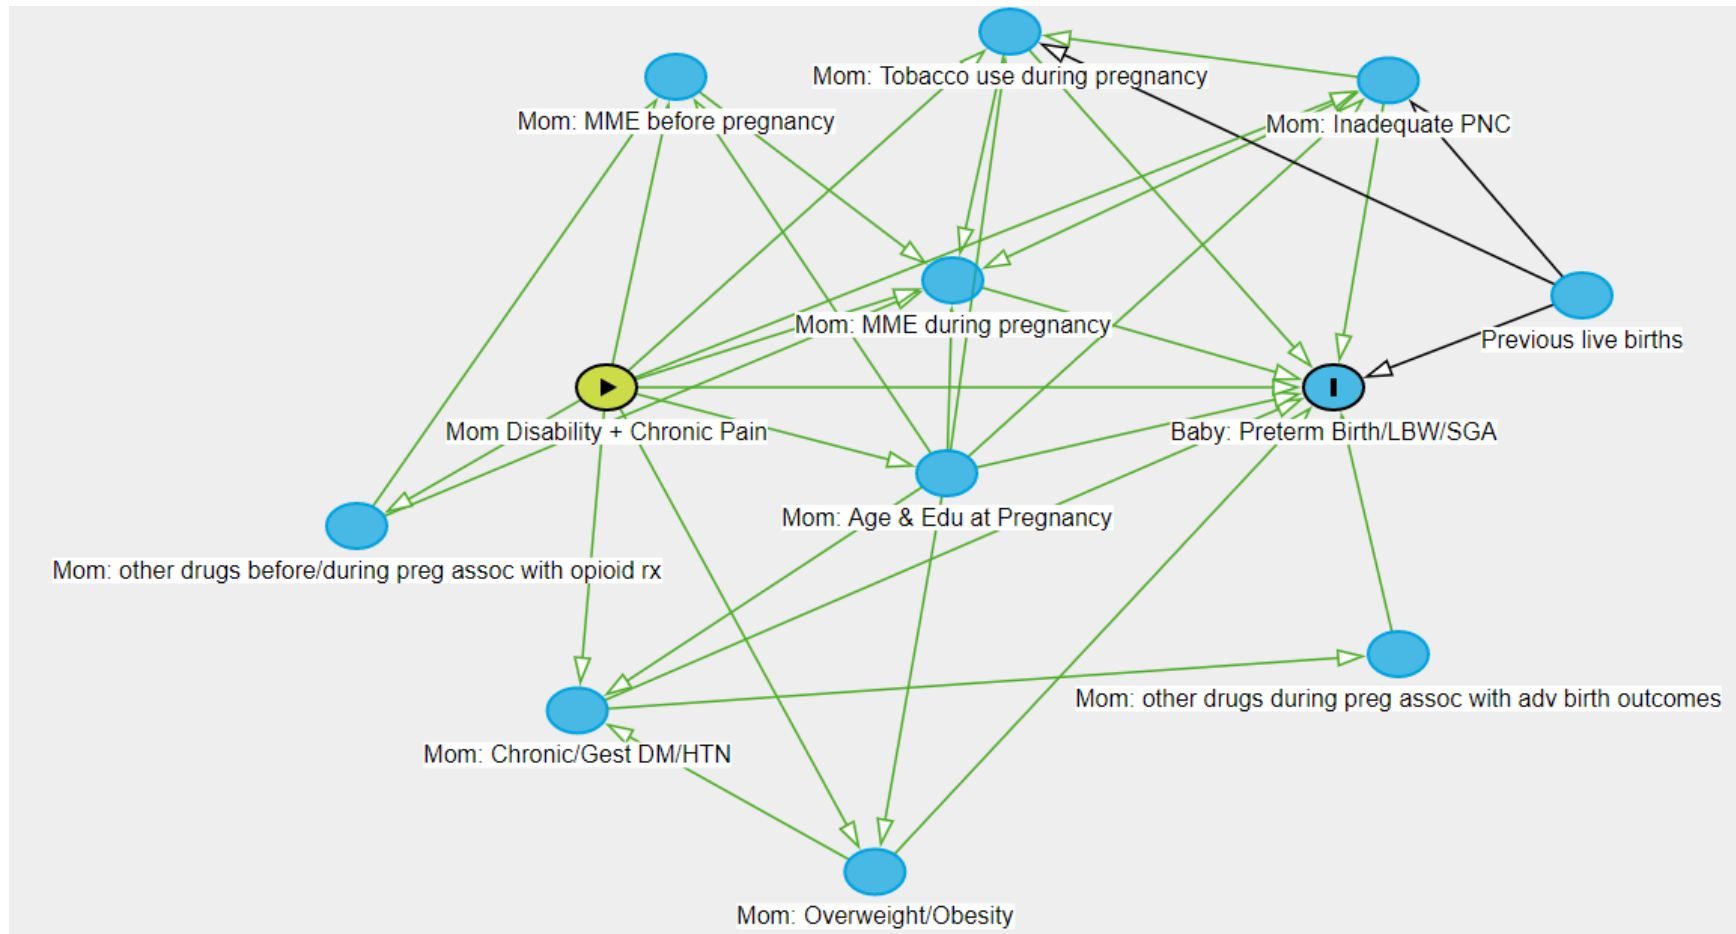 Mom: Tobacco use during pregnancy
Mom: MME before pregnancy
Mom: Inadequate PNC
Mom: MME during pregnancy
Previous live births
Mom Disability + Chronic Pain
Baby: Preterm Birth/LBW/SGA
Mom: Age & Edu at Pregnancy
Mom: other drugs before/during preg assoc with opioid rx
Mom: other drugs during preg assoc with adv birth outcomes
Mom: Chronic/Gest DM/HTN
Mom: Overweight/Obesity